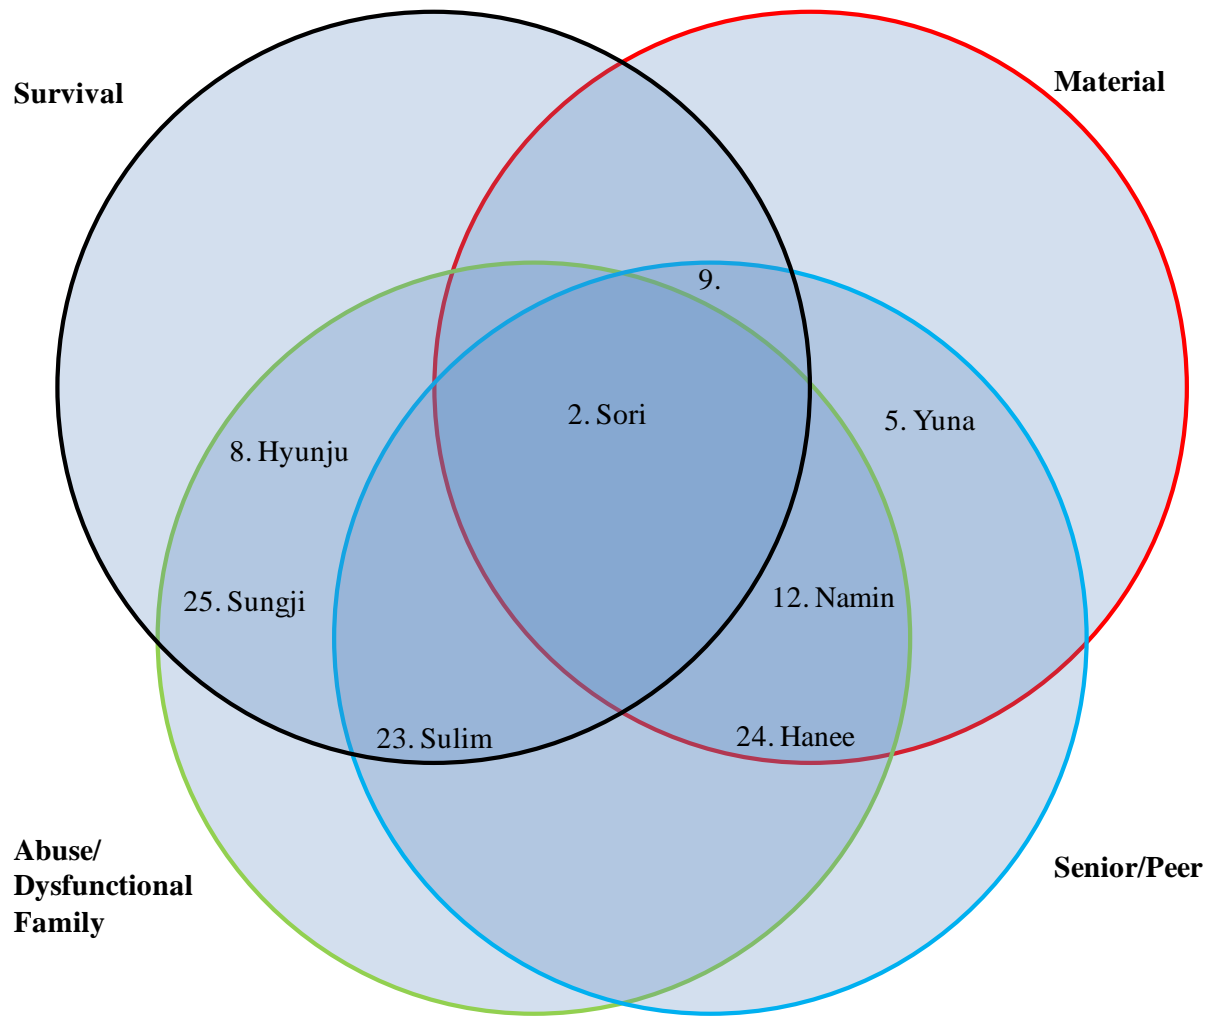 Survival
Material
9.
2. Sori
5. Yuna
8. Hyunju
25. Sungji
12. Namin
23. Sulim
24. Hanee
Abuse/
Dysfunctional
Family
Senior/Peer